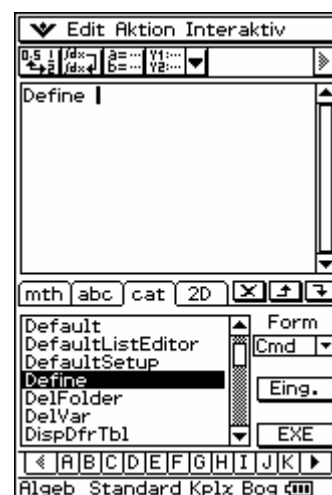 Edit Aktion Interaktiv
Define
mth abc cat 2D
Default
DefaultListEditor
DefaultSetup
Define
DelFolder
DelVar
DispDfrTbl
Form
Cmd
Eing.
EXE
A B C D E F G H I J K
Algeb Standard Kplx Bog